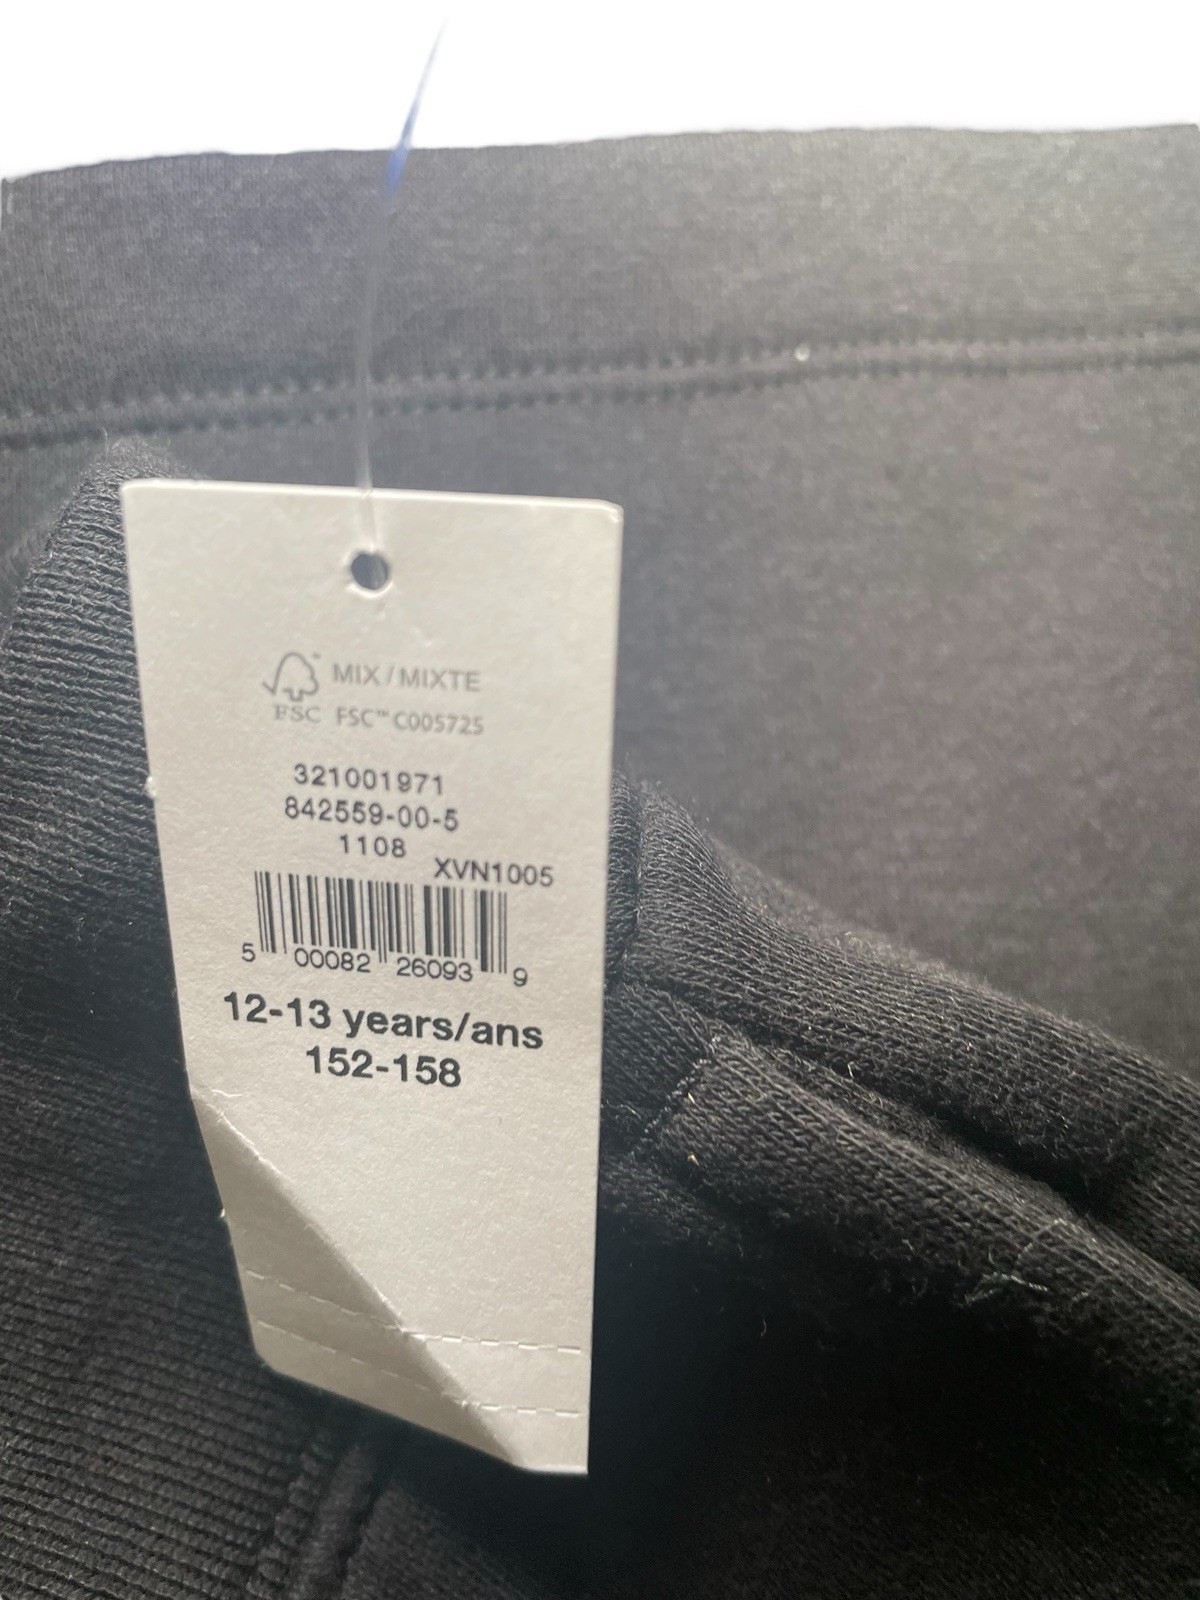 MIX / MIXTE
FSC FSC™ C005725
321001971
842559-00-5
1108
XVN1005
5 00082 26093 9
12-13 years/ans
152-158